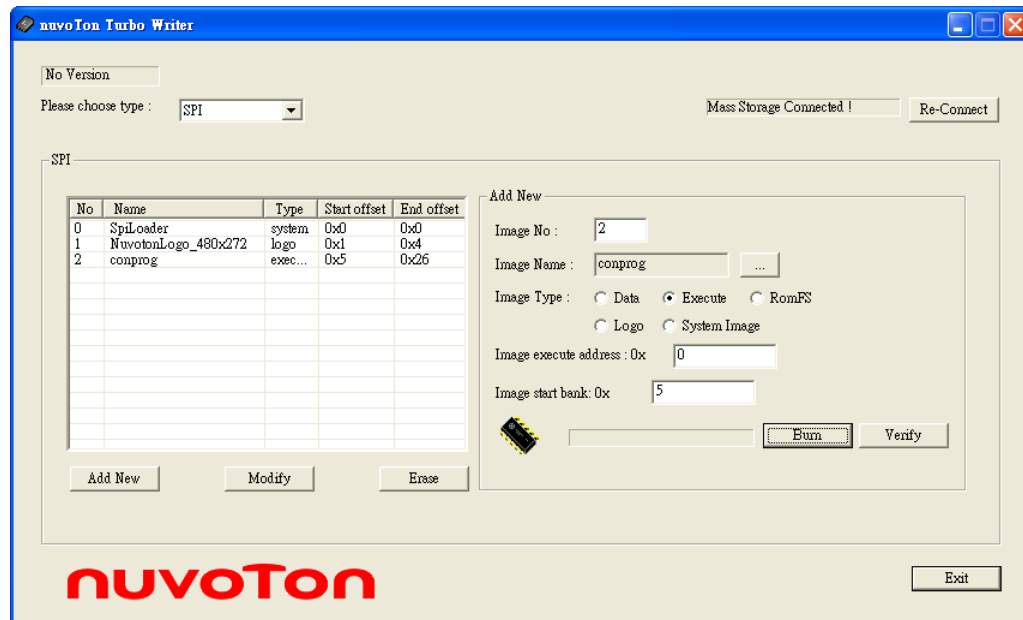 nuvoTon Turbo Writer
No Version
Please choose type : SPI
Mass Storage Connected !
Re-Connect
SPI
No Name Type Start offset End offset
0 SpiLoader system 0x0 0x0
1 NuvotonLogo_480x272 logo 0x1 0x4
2 conprog exec... 0x5 0x26
Add New Modify Erase
Add New
Image No : 2
Image Name : conprog ...
Image Type : Data Execute RomFS
Logo System Image
Image execute address : 0x 0
Image start bank: 0x 5
Burn Verify
nuvoTon
Exit